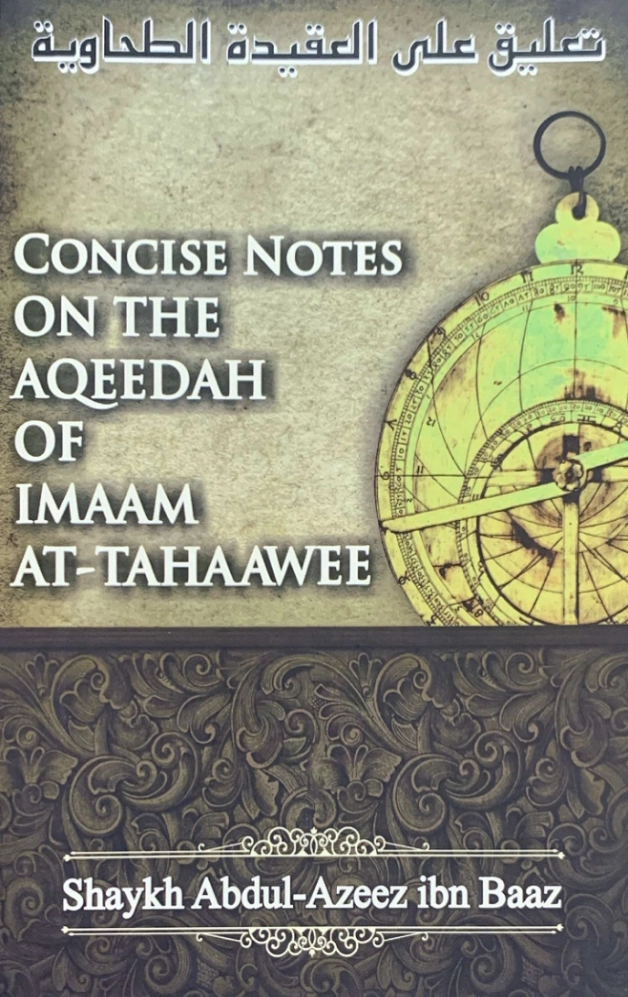 تعليق على العقيدة الطحاوية
CONCISE NOTES
ON THE
AQEEDAH
OF
IMAAM
AT-TAHAAWEE
Shaykh Abdul-Azeez ibn Baaz